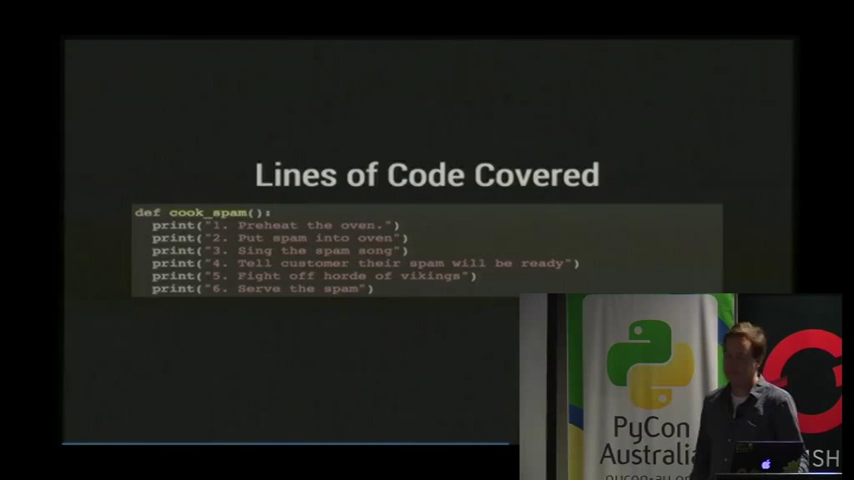 Lines of Code Covered
def cook_spam():
print("1. Preheat the oven.")
print("2. Put spam into oven")
print("3. Sing the spam song")
print("4. Tell customer their spam will be ready")
print("5. Fight off horde of vikings")
print("6. Serve the spam")
PyCon
Australia
SH